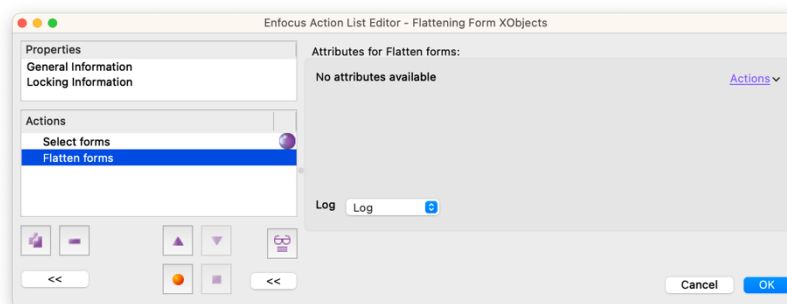 Enfocus Action List Editor - Flattening Form XObjects
Properties
General Information
Locking Information
Actions
Select forms
Flatten forms
<<
<<
Attributes for Flatten forms:
No attributes available
Actions
Log
Log
Cancel
OK